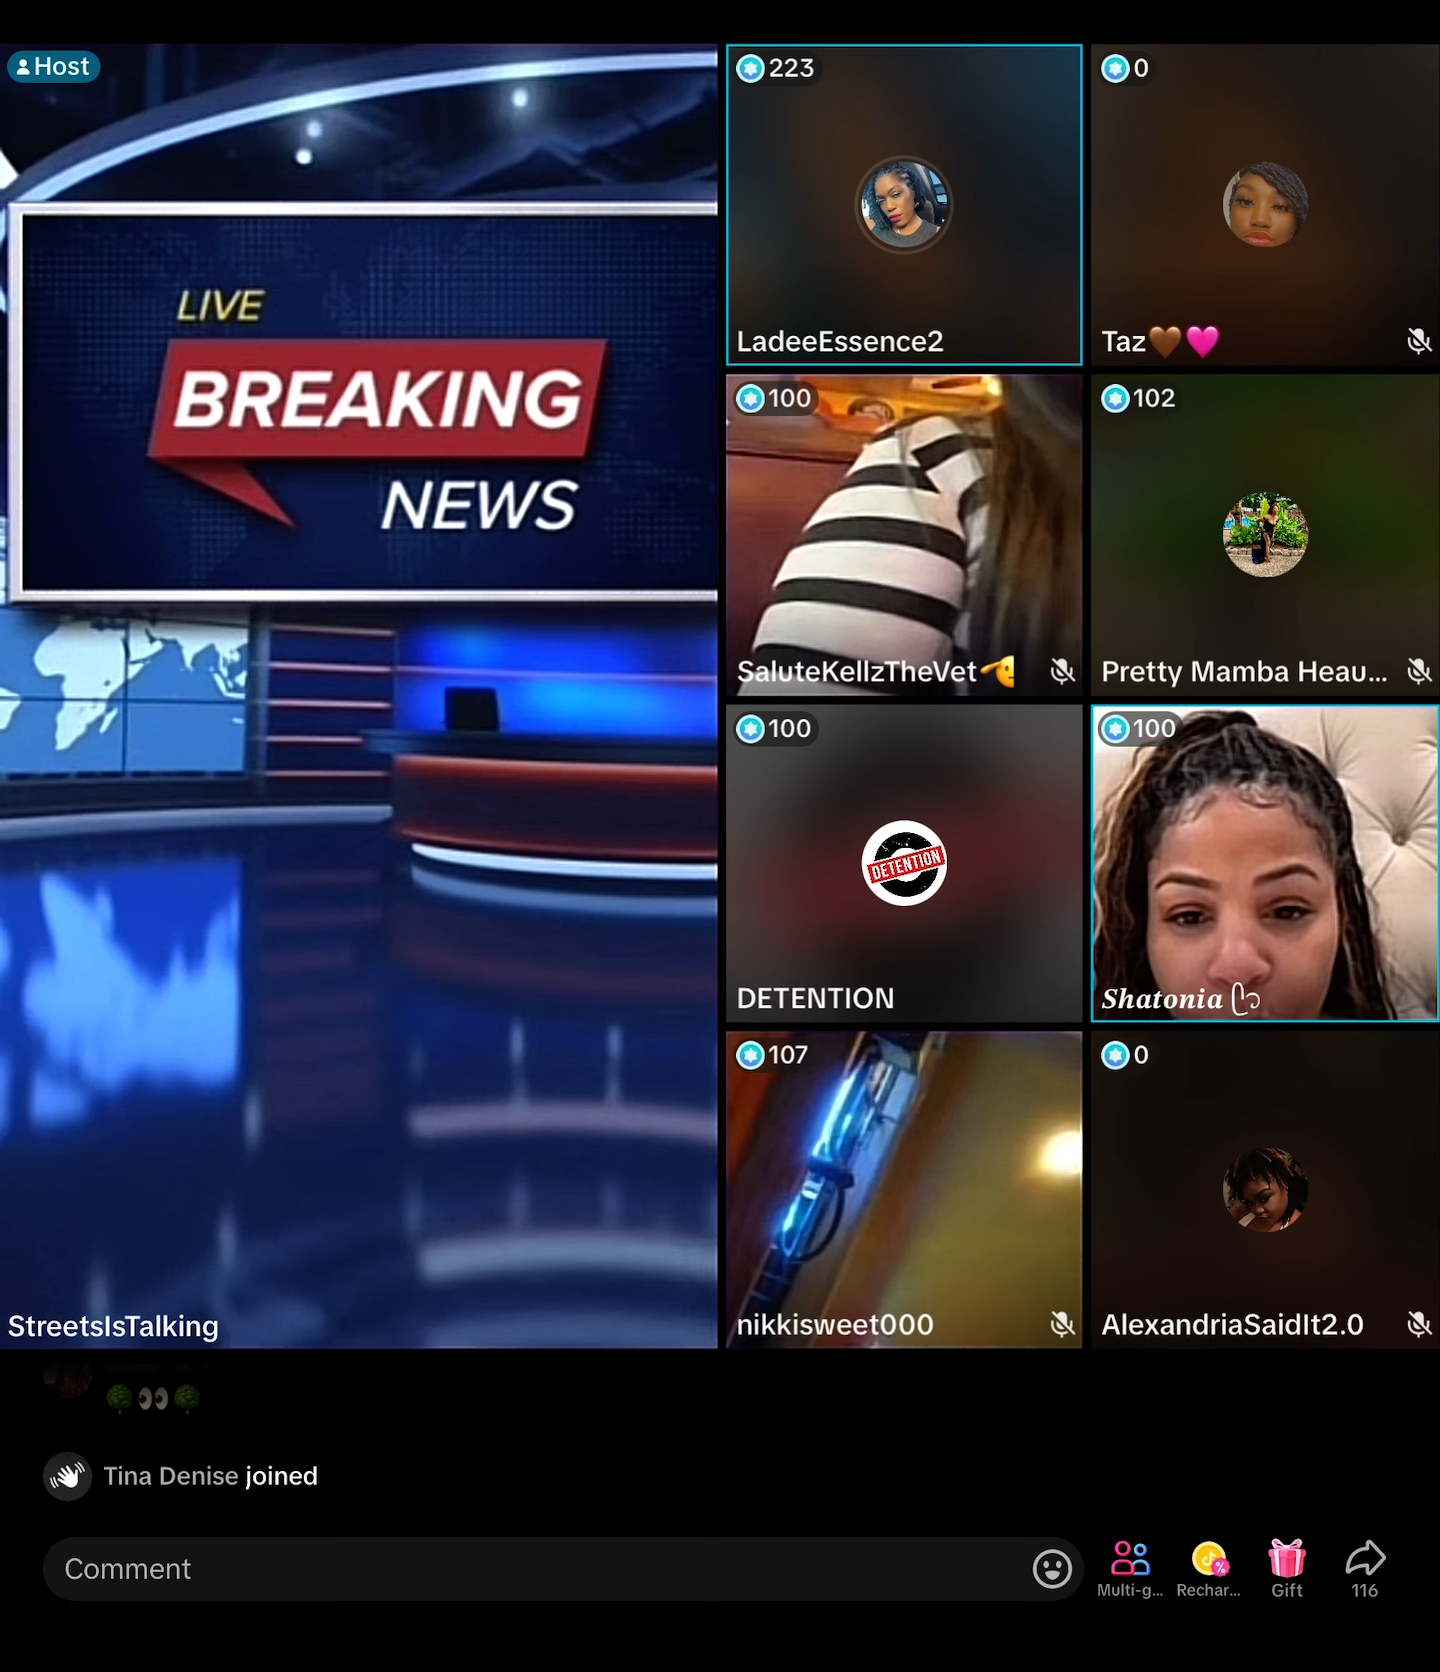 Host
LIVE
BREAKING
NEWS
StreetsIsTalking
223
LadeeEssence2
0
Taz🤎🩷
100
SaluteKellzTheVet🫡
102
Pretty Mamba Heau...
100
DETENTION
DETENTION
100
Shatonia
107
nikkisweet000
0
AlexandriaSaidIt2.0
🌳👀🌳
Tina Denise joined
Comment
Multi-g...
Rechar...
Gift
116